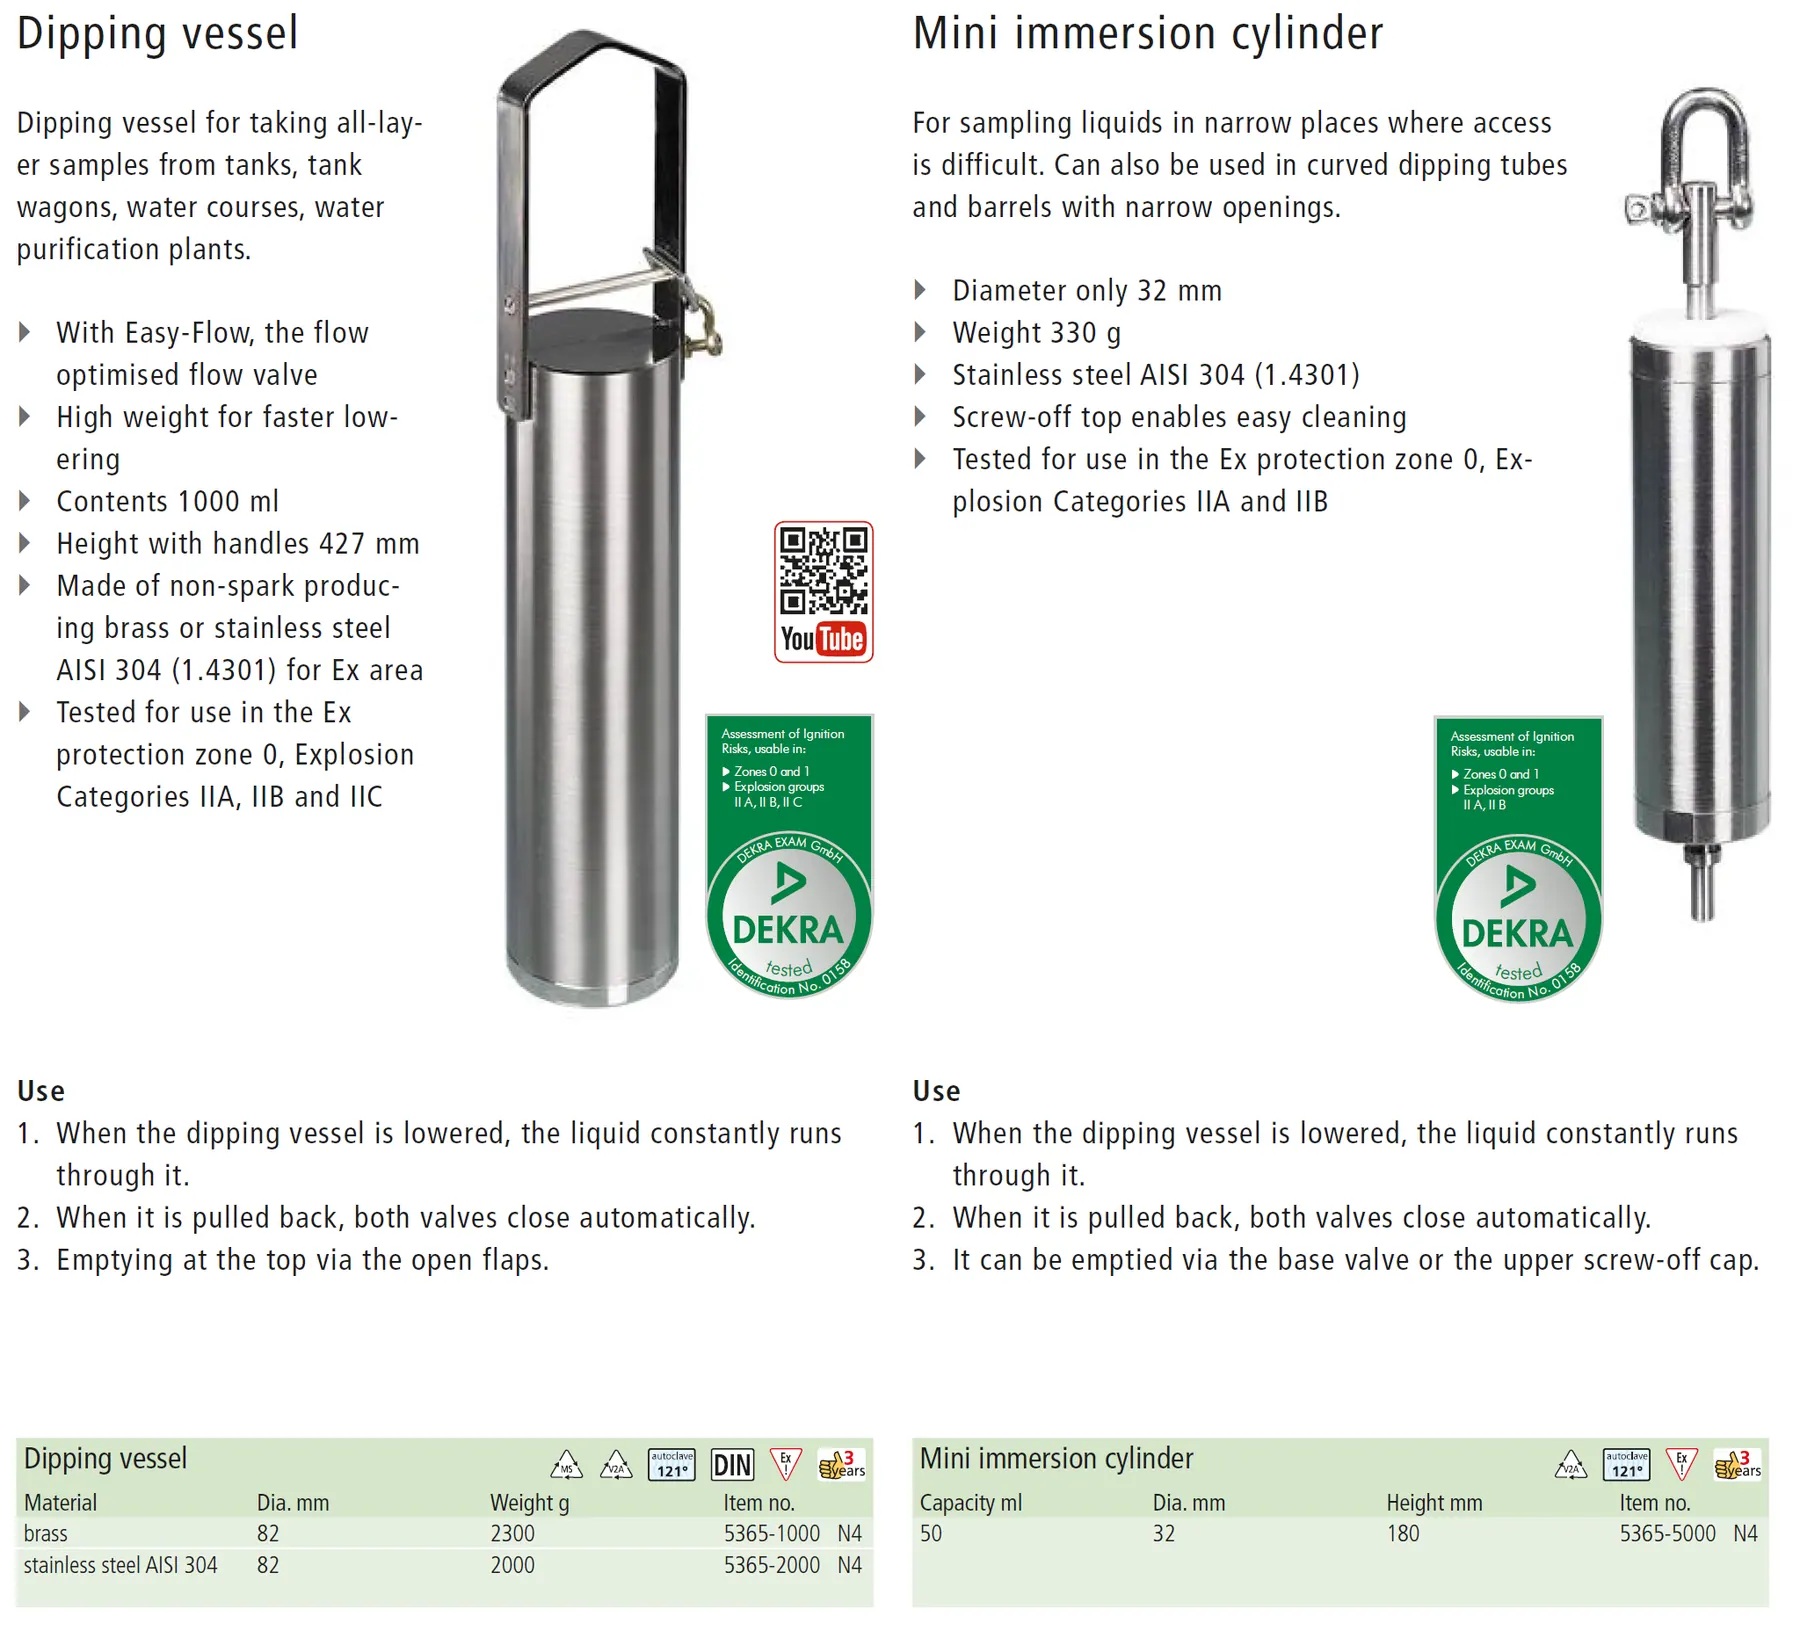 Dipping vessel
Dipping vessel for taking all-lay-
er samples from tanks, tank
wagons, water courses, water
purification plants.
With Easy-Flow, the flow
optimised flow valve
High weight for faster low-
ering
Contents 1000 ml
Height with handles 427 mm
Made of non-spark produc-
ing brass or stainless steel
AISI 304 (1.4301) for Ex area
Tested for use in the Ex
protection zone 0, Explosion
Categories IIA, IIB and IIC
YouTube
Assessment of Ignition
Risks, usable in:
Zones 0 and 1
Explosion groups
II A, II B, II C
DEKRA EXAM GmbH
DEKRA
tested
Identification No. 0158
Use
1. When the dipping vessel is lowered, the liquid constantly runs
through it.
2. When it is pulled back, both valves close automatically.
3. Emptying at the top via the open flaps.
Dipping vessel
MS
V2A
autoclave
121°
DIN
Ex
!
3
years
Material Dia. mm Weight g Item no.
brass 82 2300 5365-1000 N4
stainless steel AISI 304 82 2000 5365-2000 N4
Mini immersion cylinder
For sampling liquids in narrow places where access
is difficult. Can also be used in curved dipping tubes
and barrels with narrow openings.
Diameter only 32 mm
Weight 330 g
Stainless steel AISI 304 (1.4301)
Screw-off top enables easy cleaning
Tested for use in the Ex protection zone 0, Ex-
plosion Categories IIA and IIB
Assessment of Ignition
Risks, usable in:
Zones 0 and 1
Explosion groups
II A, II B
DEKRA EXAM GmbH
DEKRA
tested
Identification No. 0158
Use
1. When the dipping vessel is lowered, the liquid constantly runs
through it.
2. When it is pulled back, both valves close automatically.
3. It can be emptied via the base valve or the upper screw-off cap.
Mini immersion cylinder
V2A
autoclave
121°
Ex
!
3
years
Capacity ml Dia. mm Height mm Item no.
50 32 180 5365-5000 N4